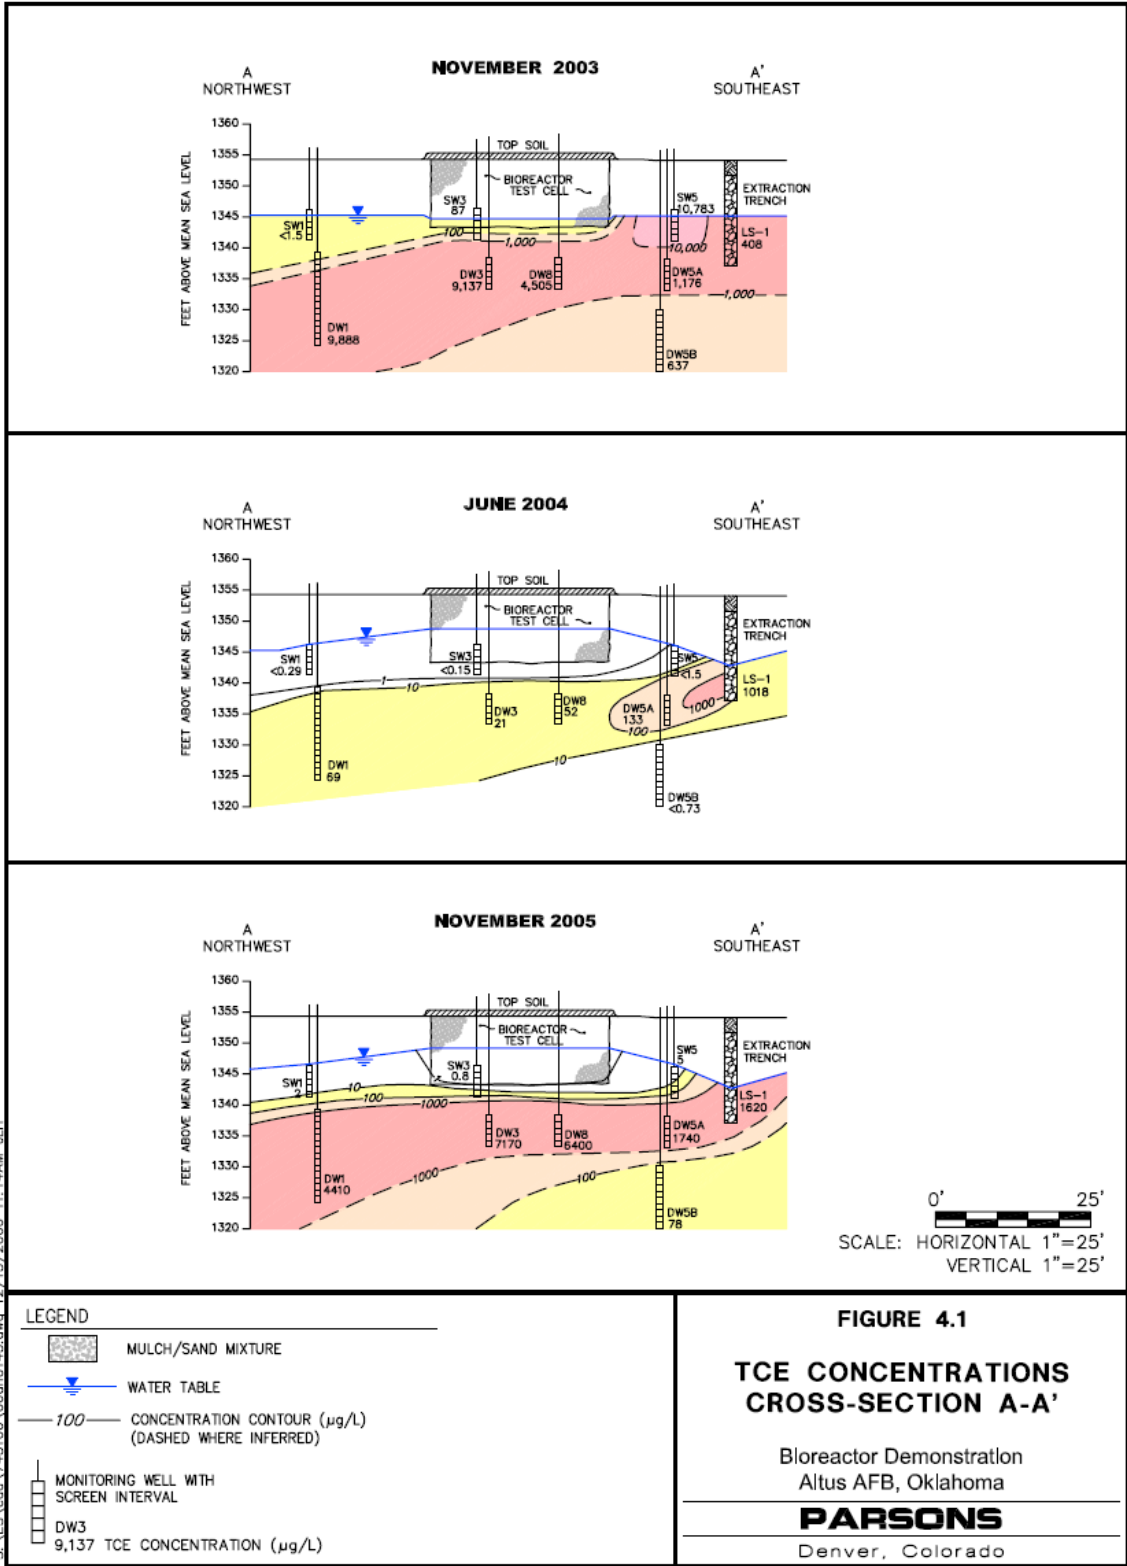 NOVEMBER 2003
A
NORTHWEST
A'
SOUTHEAST
FEET ABOVE MEAN SEA LEVEL
1360
1355
1350
1345
1340
1335
1330
1325
1320
TOP SOIL
BIOREACTOR
TEST CELL
EXTRACTION
TRENCH
SW1
<1.5
SW3
87
SW5
10,783
LS-1
408
100
1,000
10,000
DW3
9,137
DW8
4,505
DW5A
1,176
1,000
DW1
9,888
DW5B
637
JUNE 2004
A
NORTHWEST
A'
SOUTHEAST
FEET ABOVE MEAN SEA LEVEL
1360
1355
1350
1345
1340
1335
1330
1325
1320
TOP SOIL
BIOREACTOR
TEST CELL
EXTRACTION
TRENCH
SW1
<0.29
SW3
<0.15
SW5
<1.5
LS-1
1018
1
10
DW3
21
DW8
52
DW5A
133
100
1000
10
DW1
69
DW5B
<0.73
NOVEMBER 2005
A
NORTHWEST
A'
SOUTHEAST
FEET ABOVE MEAN SEA LEVEL
1360
1355
1350
1345
1340
1335
1330
1325
1320
TOP SOIL
BIOREACTOR
TEST CELL
EXTRACTION
TRENCH
SW1
2
SW3
0.8
SW5
5
LS-1
1620
10
100
1000
DW3
7170
DW8
6400
DW5A
1740
DW1
4410
1000
100
DW5B
78
0' 25'
SCALE: HORIZONTAL 1"=25'
VERTICAL 1"=25'
LEGEND
MULCH/SAND MIXTURE
WATER TABLE
100 CONCENTRATION CONTOUR (µg/L)
(DASHED WHERE INFERRED)
MONITORING WELL WITH
SCREEN INTERVAL
DW3
9,137 TCE CONCENTRATION (µg/L)
FIGURE 4.1
TCE CONCENTRATIONS
CROSS-SECTION A-A'
Bioreactor Demonstration
Altus AFB, Oklahoma
PARSONS
Denver, Colorado